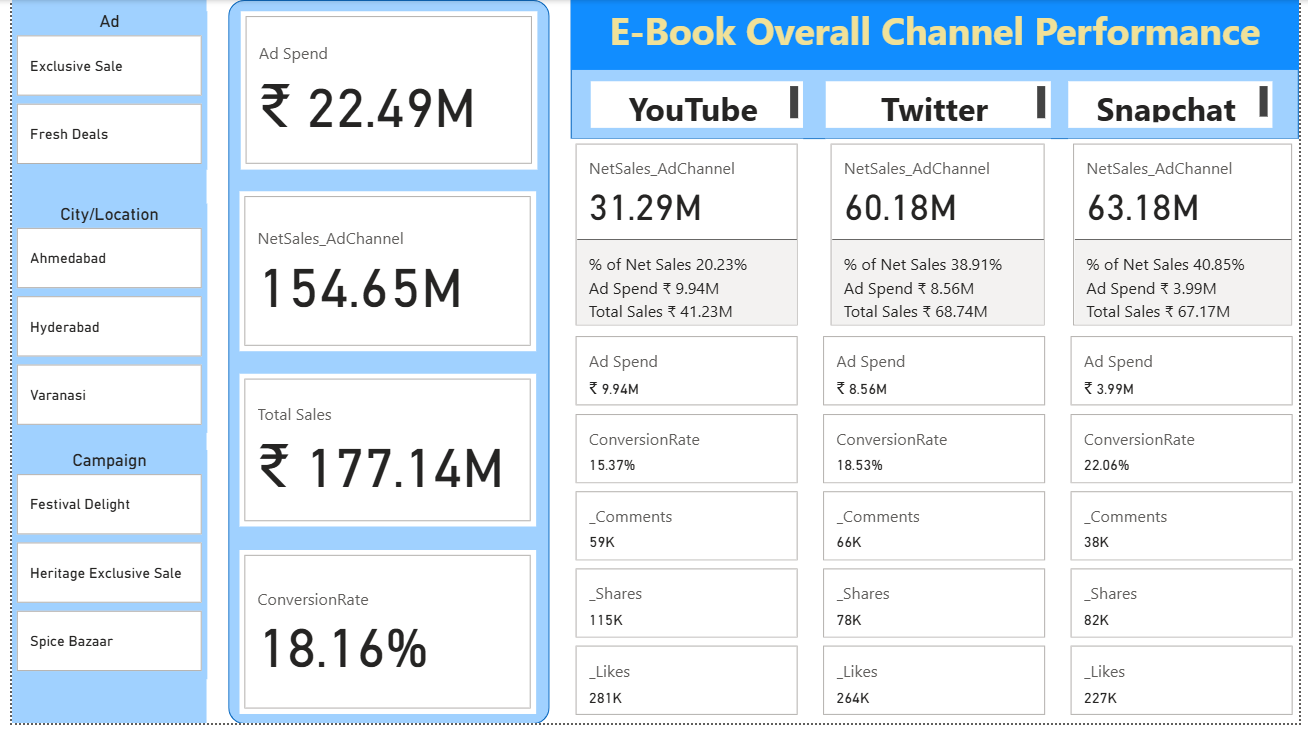 Ad
Exclusive Sale
Fresh Deals
City/Location
Ahmedabad
Hyderabad
Varanasi
Campaign
Festival Delight
Heritage Exclusive Sale
Spice Bazaar
Ad Spend
₹ 22.49M
NetSales_AdChannel
154.65M
Total Sales
₹ 177.14M
ConversionRate
18.16%
E-Book Overall Channel Performance
YouTube
NetSales_AdChannel
31.29M
% of Net Sales 20.23%
Ad Spend ₹ 9.94M
Total Sales ₹ 41.23M
Ad Spend
₹ 9.94M
ConversionRate
15.37%
_Comments
59K
_Shares
115K
_Likes
281K
Twitter
NetSales_AdChannel
60.18M
% of Net Sales 38.91%
Ad Spend ₹ 8.56M
Total Sales ₹ 68.74M
Ad Spend
₹ 8.56M
ConversionRate
18.53%
_Comments
66K
_Shares
78K
_Likes
264K
Snapchat
NetSales_AdChannel
63.18M
% of Net Sales 40.85%
Ad Spend ₹ 3.99M
Total Sales ₹ 67.17M
Ad Spend
₹ 3.99M
ConversionRate
22.06%
_Comments
38K
_Shares
82K
_Likes
227K